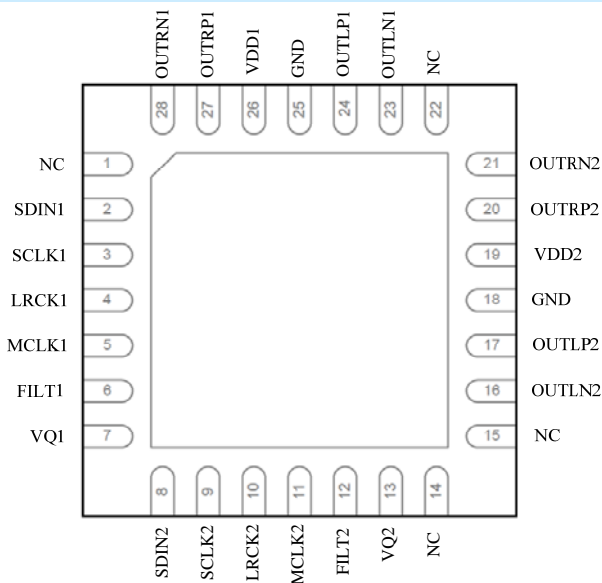 OUTRN1 OUTRP1 VDD1 GND OUTLP1 OUTLN1 NC
28 27 26 25 24 23 22
NC 1 21 OUTRN2
SDIN1 2 20 OUTRP2
SCLK1 3 19 VDD2
LRCK1 4 18 GND
MCLK1 5 17 OUTLP2
FILT1 6 16 OUTLN2
VQ1 7 15 NC
8 9 10 11 12 13 14
SDIN2 SCLK2 LRCK2 MCLK2 FILT2 VQ2 NC